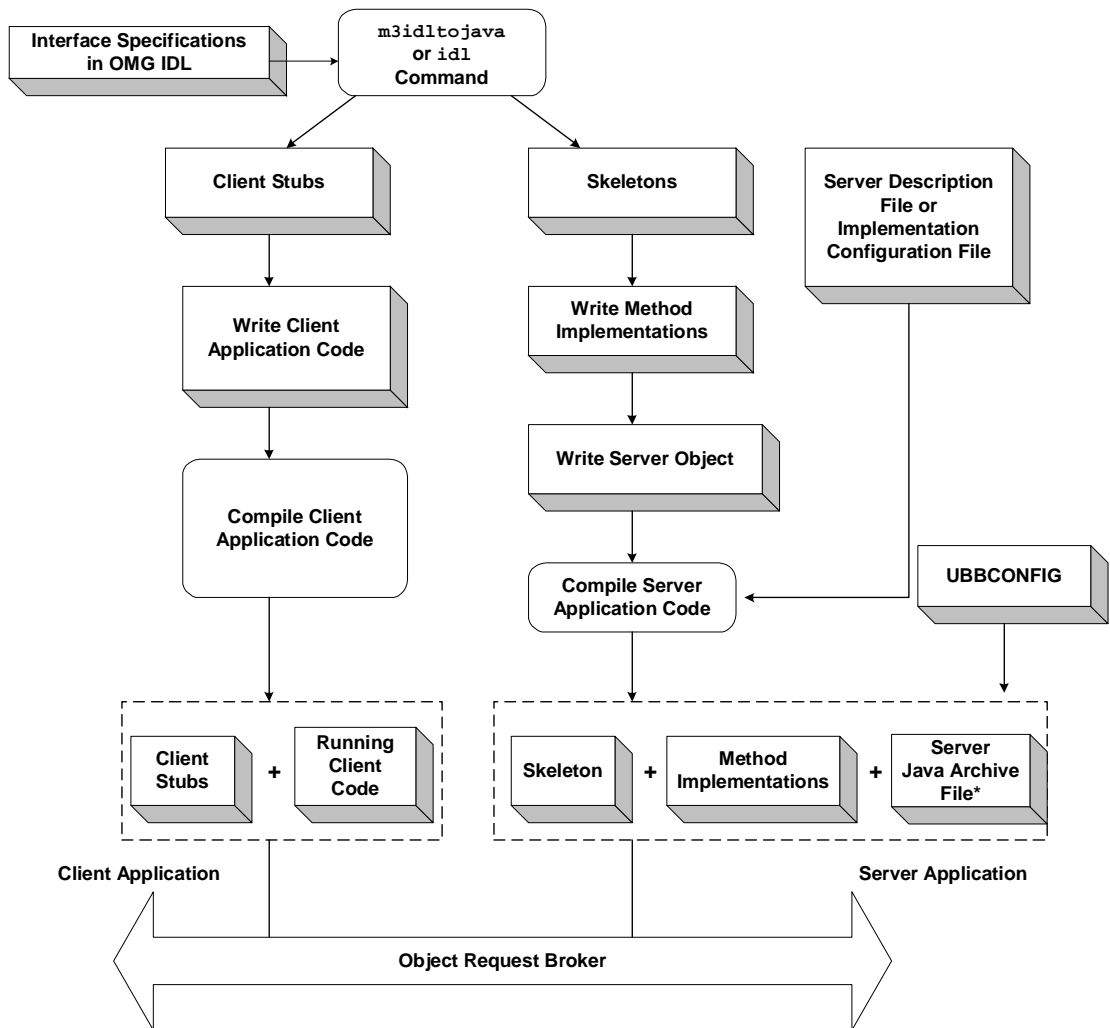 Interface Specifications
in OMG IDL
m3idltojava
or idl
Command
Client Stubs
Skeletons
Server Description
File or
Implementation
Configuration File
Write Client
Application Code
Write Method
Implementations
Write Server Object
Compile Client
Application Code
Compile Server
Application Code
UBBCONFIG
Client
Stubs
+
Running
Client
Code
Skeleton
+
Method
Implementations
+
Server
Java Archive
File*
Client Application
Server Application
Object Request Broker